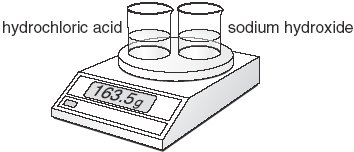 hydrochloric acid
sodium hydroxide
163.5g